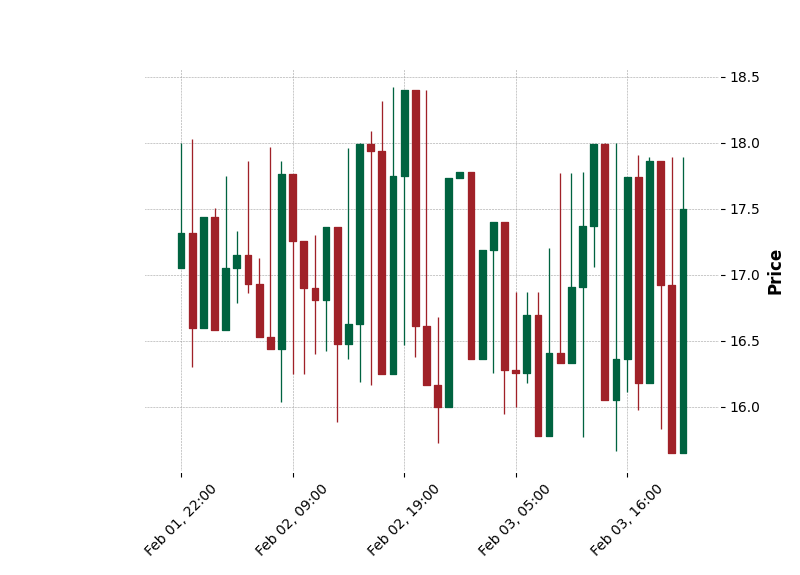 18.5
18.0
17.5
17.0
16.5
16.0
Price
Feb 01, 22:00
Feb 02, 09:00
Feb 02, 19:00
Feb 03, 05:00
Feb 03, 16:00